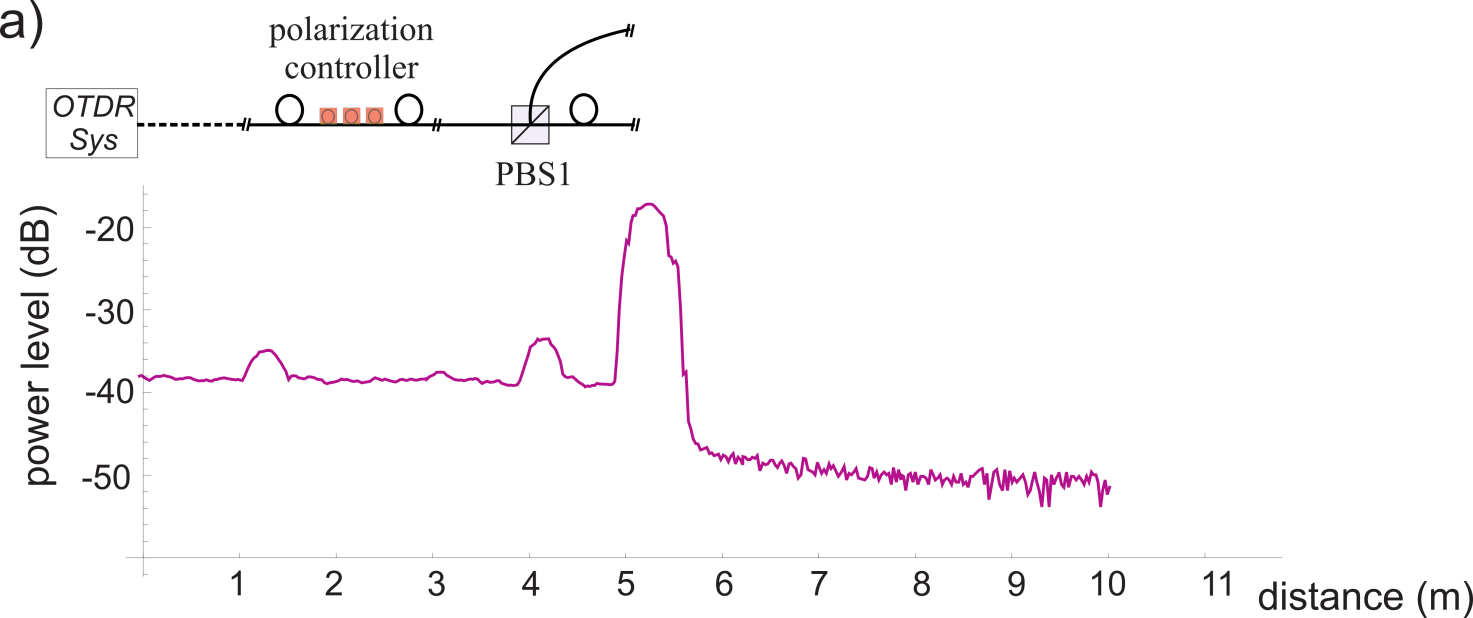 a)
polarization
controller
OTDR
Sys
PBS1
power level (dB)
-20
-30
-40
-50
1 2 3 4 5 6 7 8 9 10 11
distance (m)